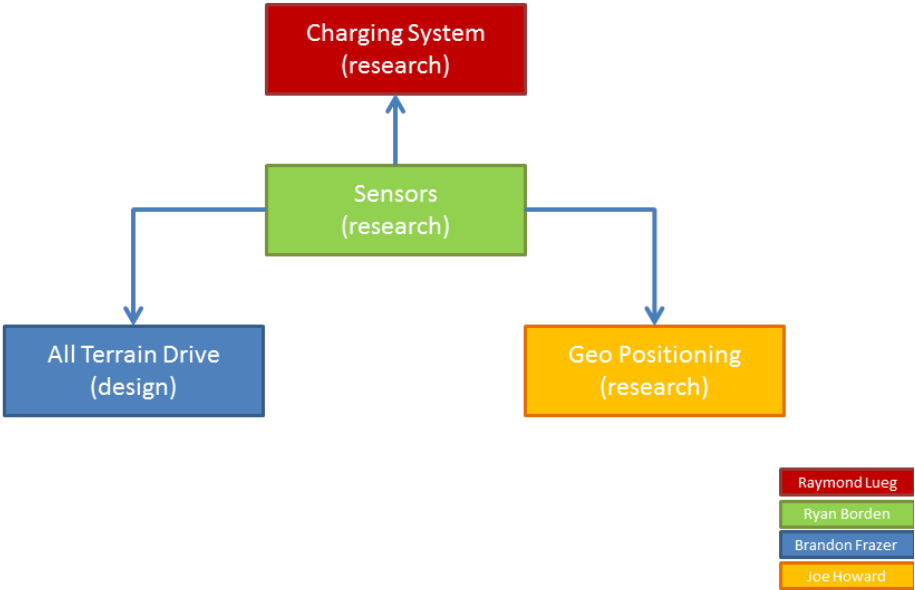 Charging System
(research)
Sensors
(research)
All Terrain Drive
(design)
Geo Positioning
(research)
Raymond Lueg
Ryan Borden
Brandon Frazer
Joe Howard